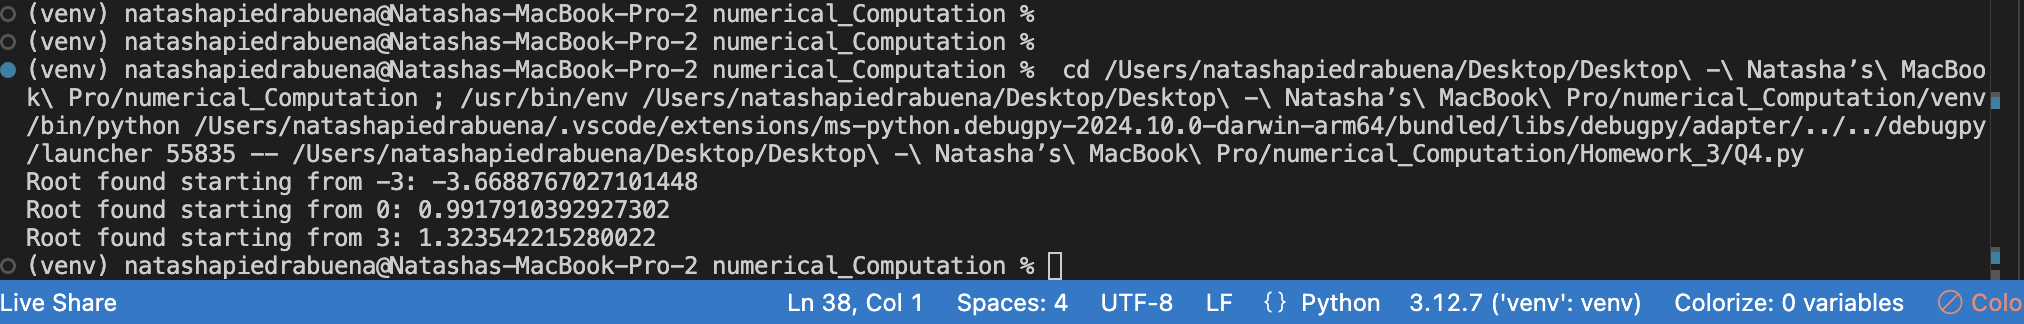 (venv) natashapiedrabuena@Natashas-MacBook-Pro-2 numerical_Computation %
(venv) natashapiedrabuena@Natashas-MacBook-Pro-2 numerical_Computation %
(venv) natashapiedrabuena@Natashas-MacBook-Pro-2 numerical_Computation %  cd /Users/natashapiedrabuena/Desktop/Desktop\ -\ Natasha’s\ MacBoo
k\ Pro/numerical_Computation ; /usr/bin/env /Users/natashapiedrabuena/Desktop/Desktop\ -\ Natasha’s\ MacBook\ Pro/numerical_Computation/venv
/bin/python /Users/natashapiedrabuena/.vscode/extensions/ms-python.debugpy-2024.10.0-darwin-arm64/bundled/libs/debugpy/adapter/../../debugpy
/launcher 55835 -- /Users/natashapiedrabuena/Desktop/Desktop\ -\ Natasha’s\ MacBook\ Pro/numerical_Computation/Homework_3/Q4.py
Root found starting from -3: -3.6688767027101448
Root found starting from 0: 0.9917910392927302
Root found starting from 3: 1.323542215280022
(venv) natashapiedrabuena@Natashas-MacBook-Pro-2 numerical_Computation %
Live Share Ln 38, Col 1 Spaces: 4 UTF-8 LF {} Python 3.12.7 ('venv': venv) Colorize: 0 variables Colo